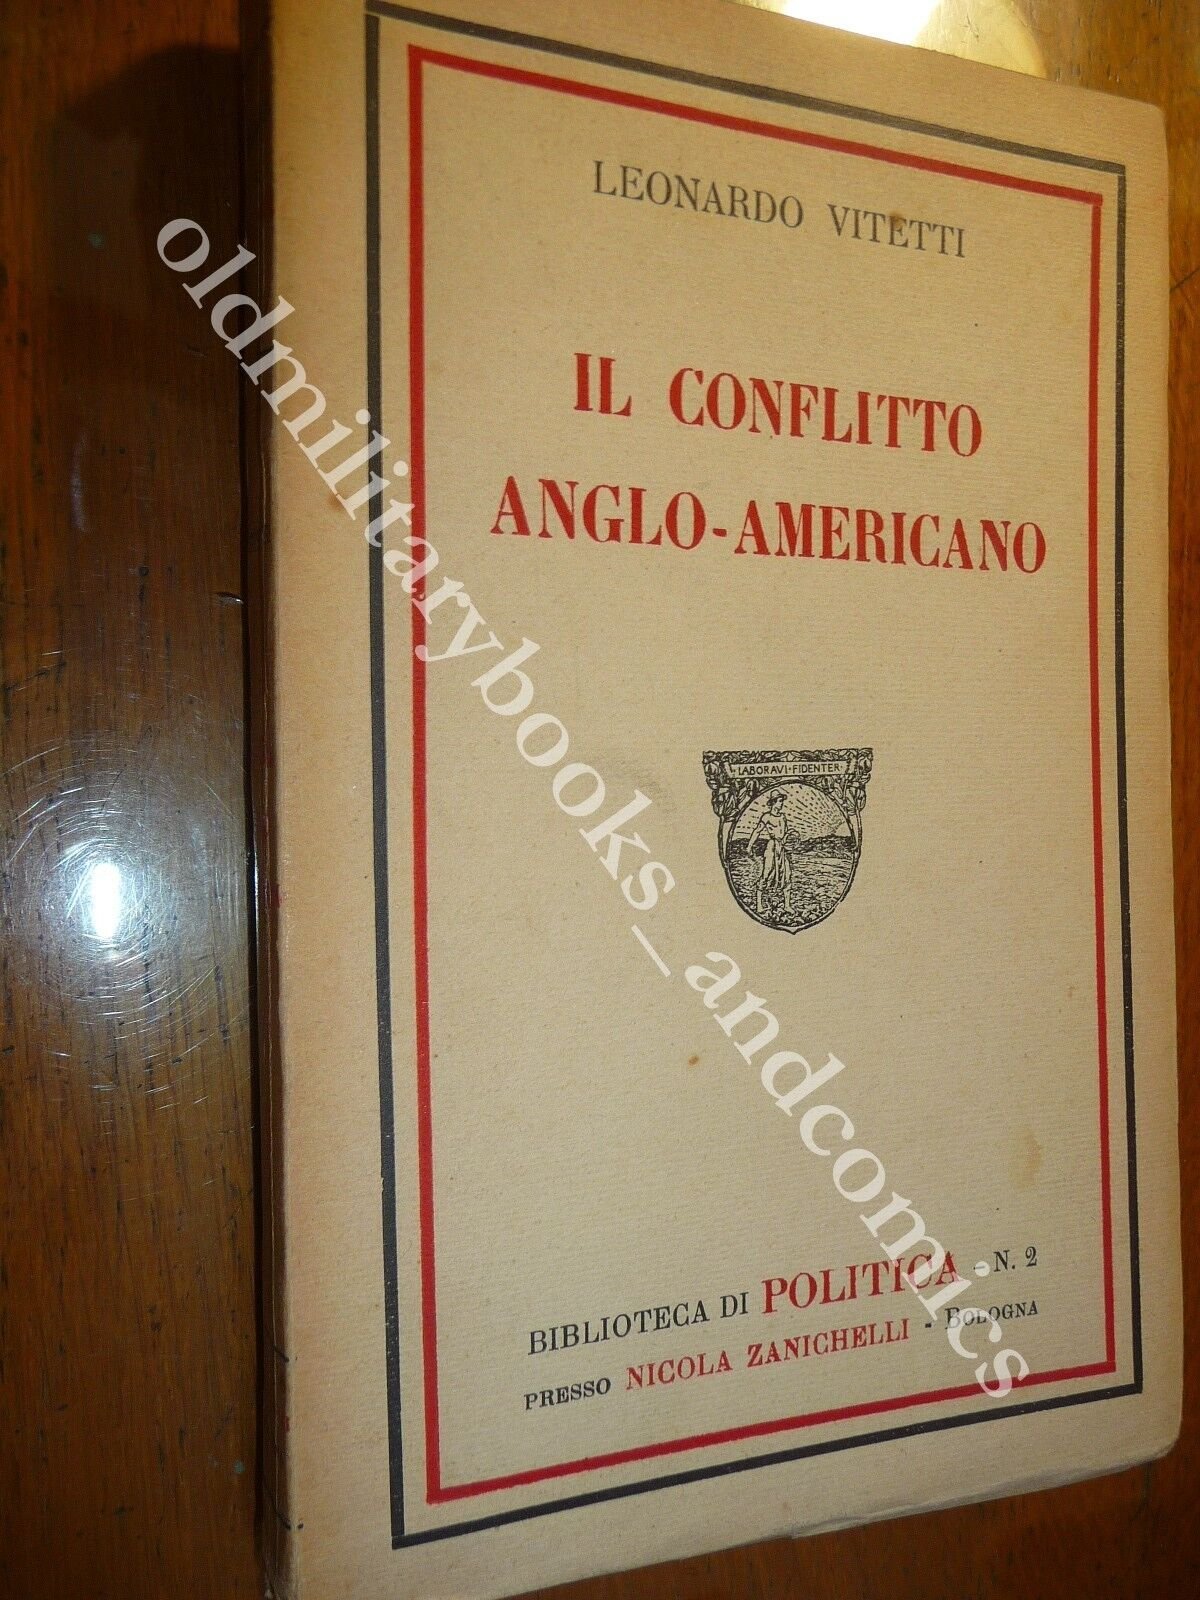 LEONARDO VITETTI
IL CONFLITTO
ANGLO-AMERICANO
LABORAVI·FIDENTER
BIBLIOTECA DI POLITICA - N. 2
PRESSO NICOLA ZANICHELLI - BOLOGNA
oldmilitarybooks_andcomics